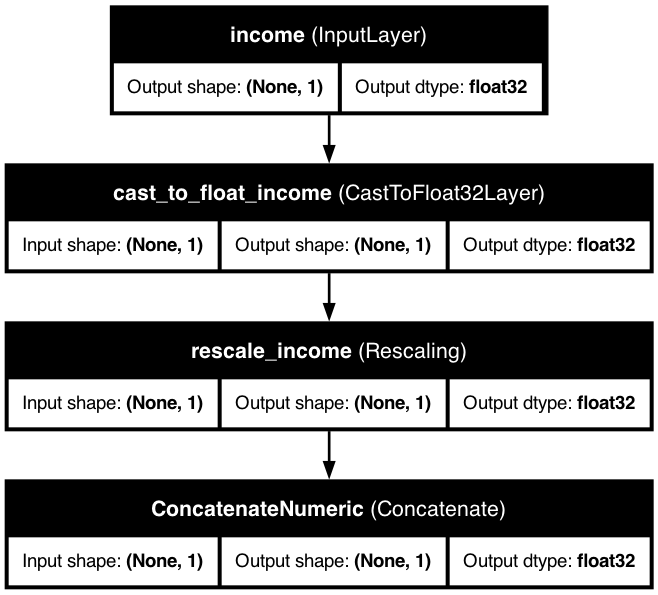 income (InputLayer)
Output shape: (None, 1) Output dtype: float32
cast_to_float_income (CastToFloat32Layer)
Input shape: (None, 1) Output shape: (None, 1) Output dtype: float32
rescale_income (Rescaling)
Input shape: (None, 1) Output shape: (None, 1) Output dtype: float32
ConcatenateNumeric (Concatenate)
Input shape: (None, 1) Output shape: (None, 1) Output dtype: float32